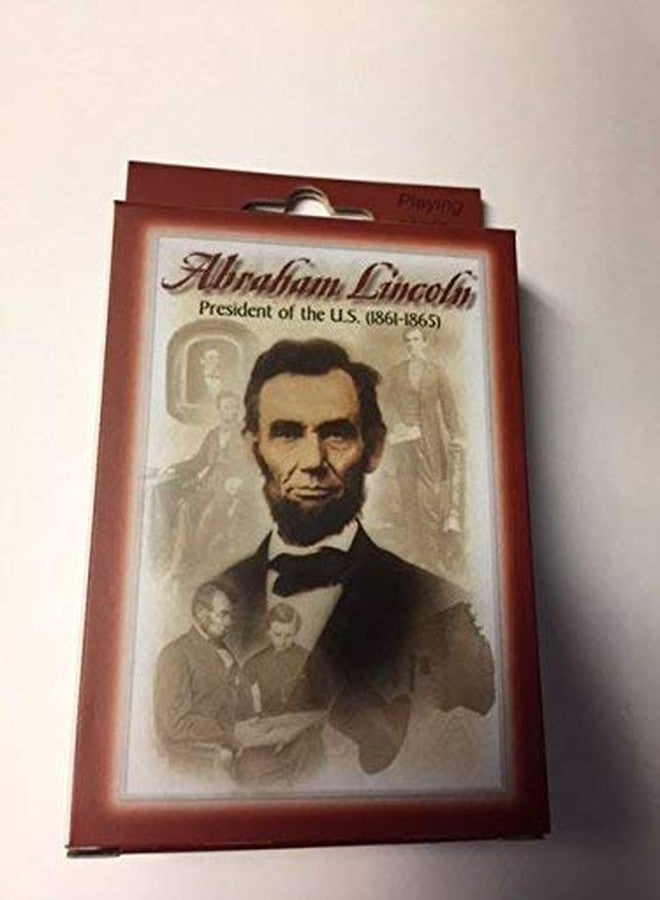 Playing
Abraham Lincoln
President of the U.S. (1861-1865)